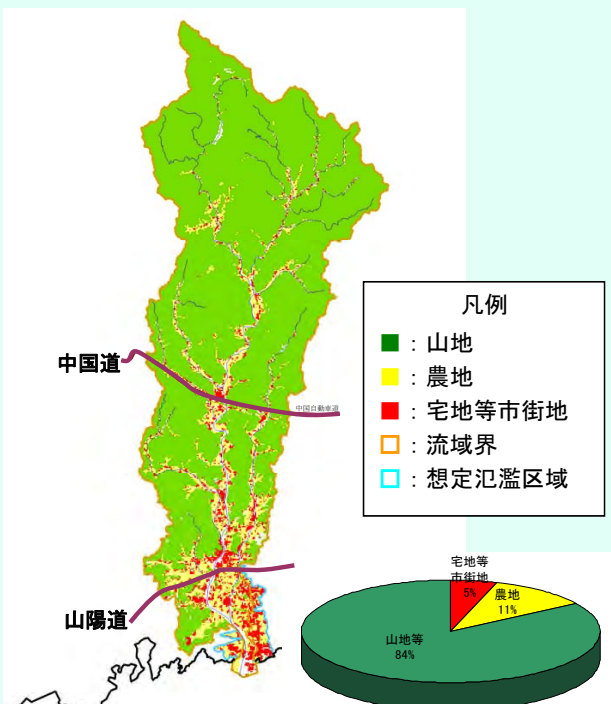 中国道
中国自動車道
山陽道
凡例
：山地
：農地
：宅地等市街地
：流域界
：想定氾濫区域
宅地等
市街地
5%
農地
11%
山地等
84%